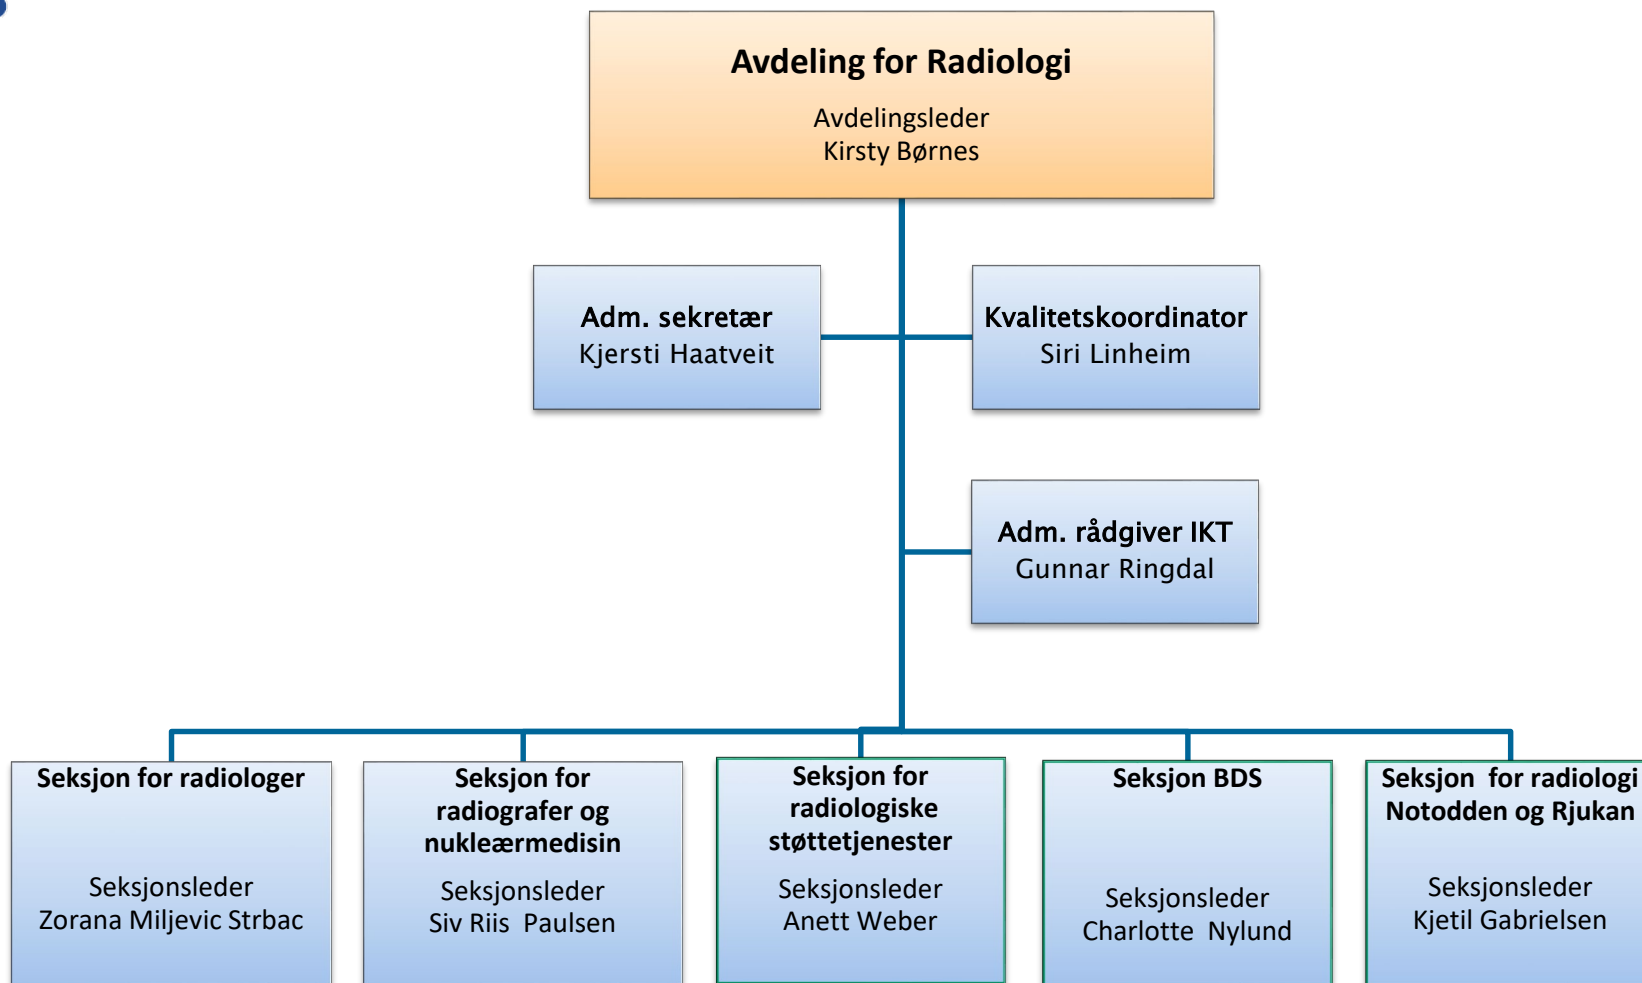 Avdeling for Radiologi
Avdelingsleder
Kirsty Børnes
Adm. sekretær
Kjersti Haatveit
Kvalitetskoordinator
Siri Linheim
Adm. rådgiver IKT
Gunnar Ringdal
Seksjon for radiologer
Seksjonsleder
Zorana Miljevic Strbac
Seksjon for
radiografer og
nukleærmedisin
Seksjonsleder
Siv Riis  Paulsen
Seksjon for
radiologiske
støttetjenester
Seksjonsleder
Anett Weber
Seksjon BDS
Seksjonsleder
Charlotte  Nylund
Seksjon  for radiologi
Notodden og Rjukan
Seksjonsleder
Kjetil Gabrielsen